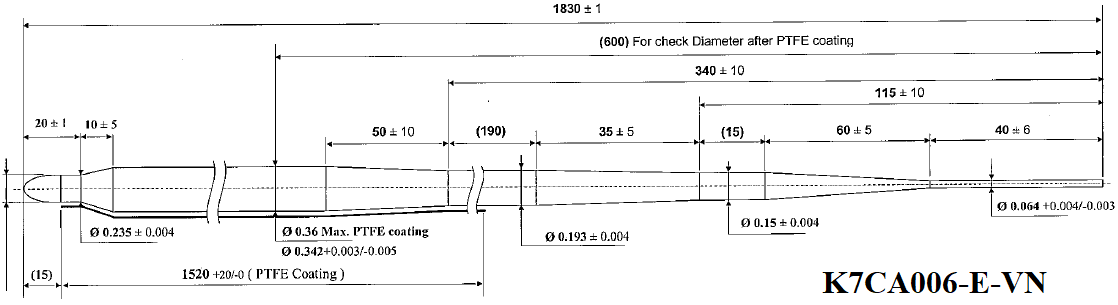 1830 ± 1
(600) For check Diameter after PTFE coating
340 ± 10
115 ± 10
20 ± 1
10 ± 5
50 ± 10
(190)
35 ± 5
(15)
60 ± 5
40 ± 6
Ø 0.235 ± 0.004
Ø 0.36 Max. PTFE coating
Ø 0.342+0.003/-0.005
Ø 0.193 ± 0.004
Ø 0.15 ± 0.004
Ø 0.064 +0.004/-0.003
(15)
1520 +20/-0 ( PTFE Coating )
K7CA006-E-VN